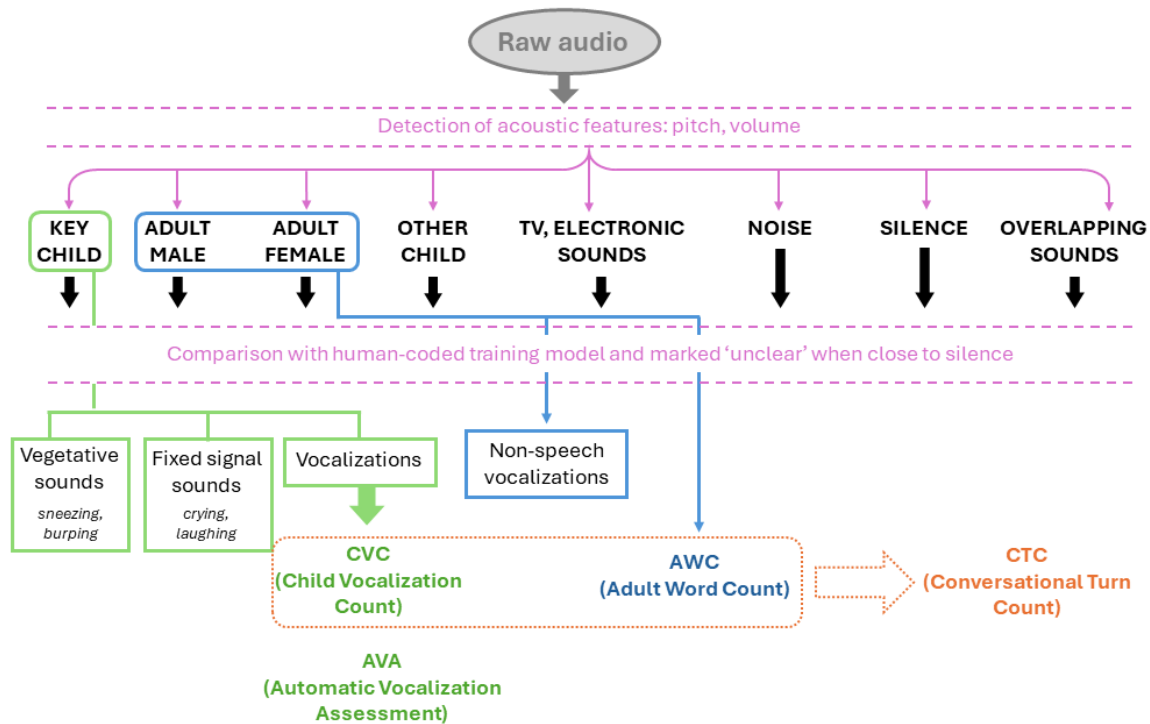 Raw audio
Detection of acoustic features: pitch, volume
KEY
CHILD
ADULT
MALE
ADULT
FEMALE
OTHER
CHILD
TV, ELECTRONIC
SOUNDS
NOISE
SILENCE
OVERLAPPING
SOUNDS
Comparison with human-coded training model and marked ‘unclear’ when close to silence
Vegetative
sounds
sneezing,
burping
Fixed signal
sounds
crying,
laughing
Vocalizations
Non-speech
vocalizations
CVC
(Child Vocalization
Count)
AWC
(Adult Word Count)
CTC
(Conversational Turn
Count)
AVA
(Automatic Vocalization
Assessment)